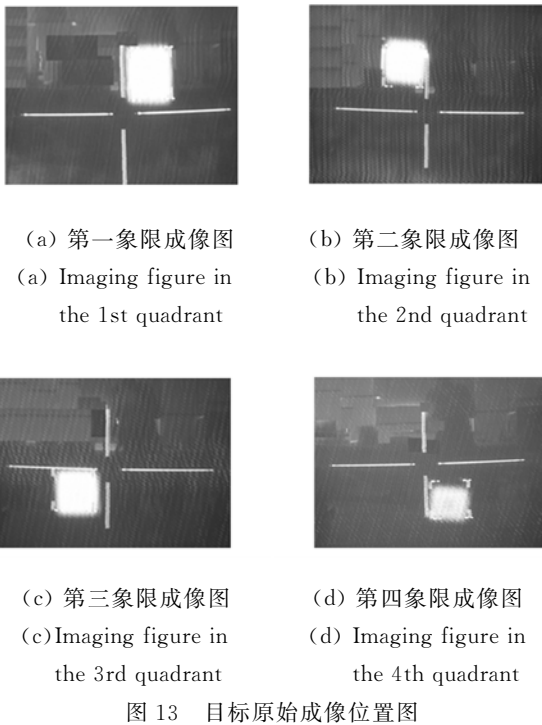 (a) 第一象限成像图
(a) Imaging figure in
the 1st quadrant
(b) 第二象限成像图
(b) Imaging figure in
the 2nd quadrant
(c) 第三象限成像图
(c)Imaging figure in
the 3rd quadrant
(d) 第四象限成像图
(d) Imaging figure in
the 4th quadrant
图 13 目标原始成像位置图